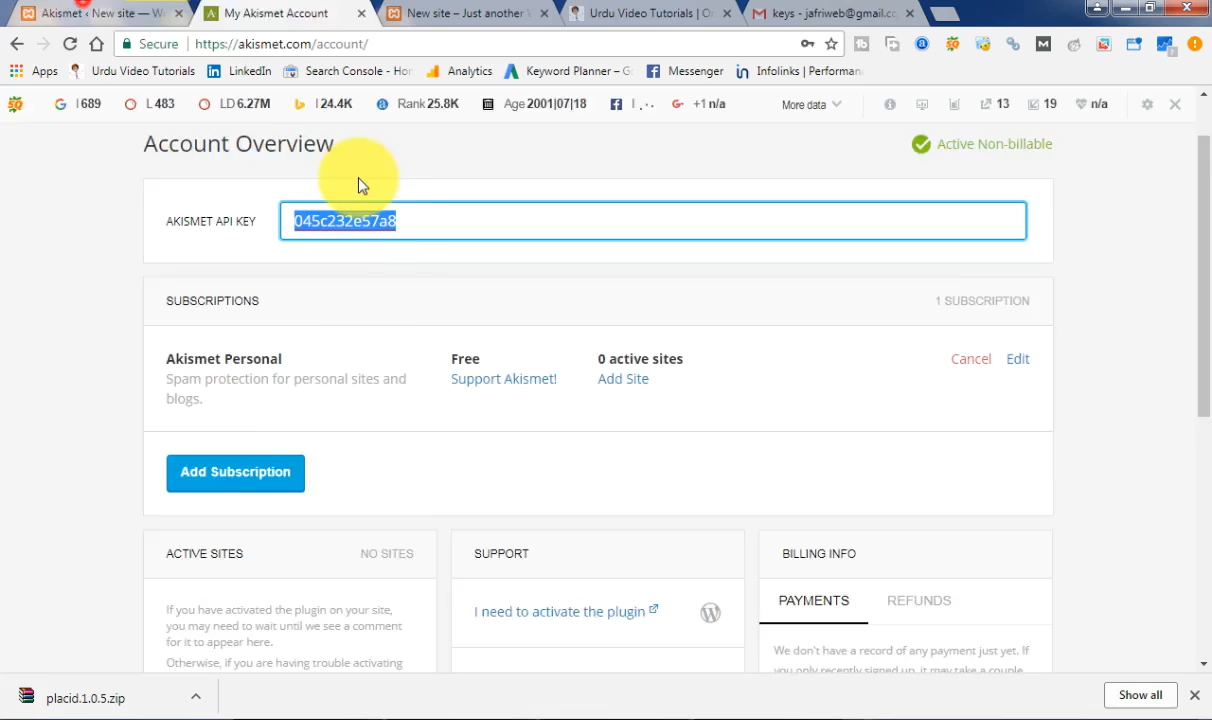 Akismet ‹ New site — Wi
My Akismet Account
New site – Just another
Urdu Video Tutorials | On
keys - jafriweb@gmail.co
Secure
https://akismet.com/account/
Apps
Urdu Video Tutorials
LinkedIn
Search Console - Hor
Analytics
Keyword Planner – G
Messenger
Infolinks | Performan
I 689
L 483
LD 6.27M
I 24.4K
Rank 25.8K
Age 2001|07|18
+1 n/a
More data
13
19
n/a
Account Overview
Active Non-billable
AKISMET API KEY
045c232e57a8
SUBSCRIPTIONS
1 SUBSCRIPTION
Akismet Personal
Free
0 active sites
Cancel
Edit
Spam protection for personal sites and
blogs.
Support Akismet!
Add Site
Add Subscription
ACTIVE SITES
NO SITES
SUPPORT
BILLING INFO
If you have activated the plugin on your site,
you may need to wait until we see a comment
for it to appear here.
Otherwise, if you are having trouble activating
I need to activate the plugin
PAYMENTS
REFUNDS
We don't have a record of any payment just yet. If
you only recently signed up, it may take a couple
placid.1.0.5.zip
Show all